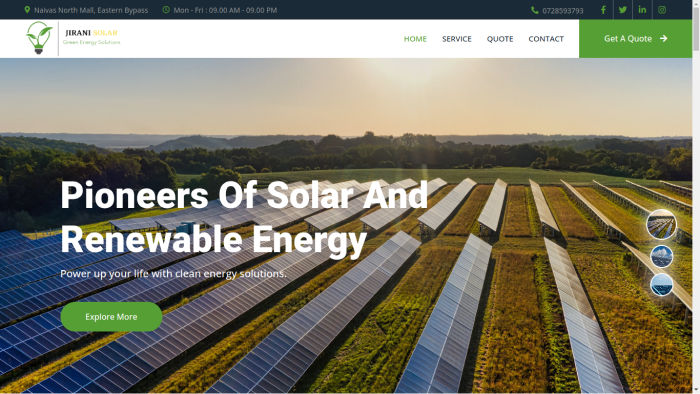 Naivas North Mall, Eastern Bypass
Mon - Fri : 09.00 AM - 09.00 PM
0728593793
JIRANI SOLAR
Green Energy Solutions
HOME
SERVICE
QUOTE
CONTACT
Get A Quote
Pioneers Of Solar And
Renewable Energy
Power up your life with clean energy solutions.
Explore More